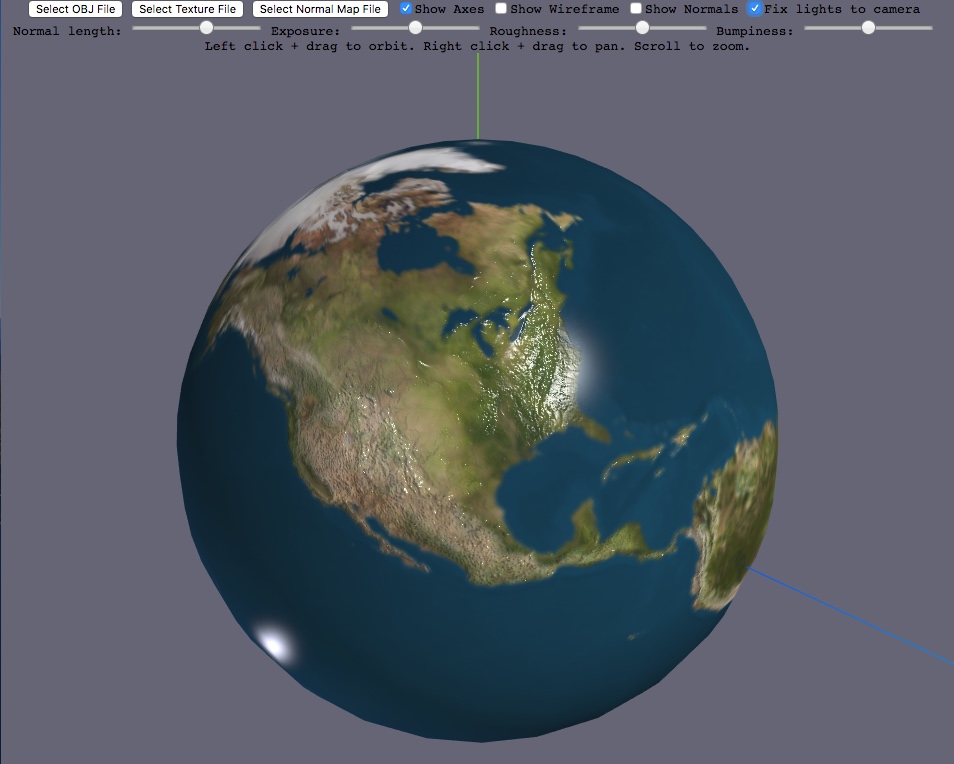 Select OBJ File Select Texture File Select Normal Map File Show Axes Show Wireframe Show Normals Fix lights to camera
Normal length: Exposure: Roughness: Bumpiness:
Left click + drag to orbit. Right click + drag to pan. Scroll to zoom.